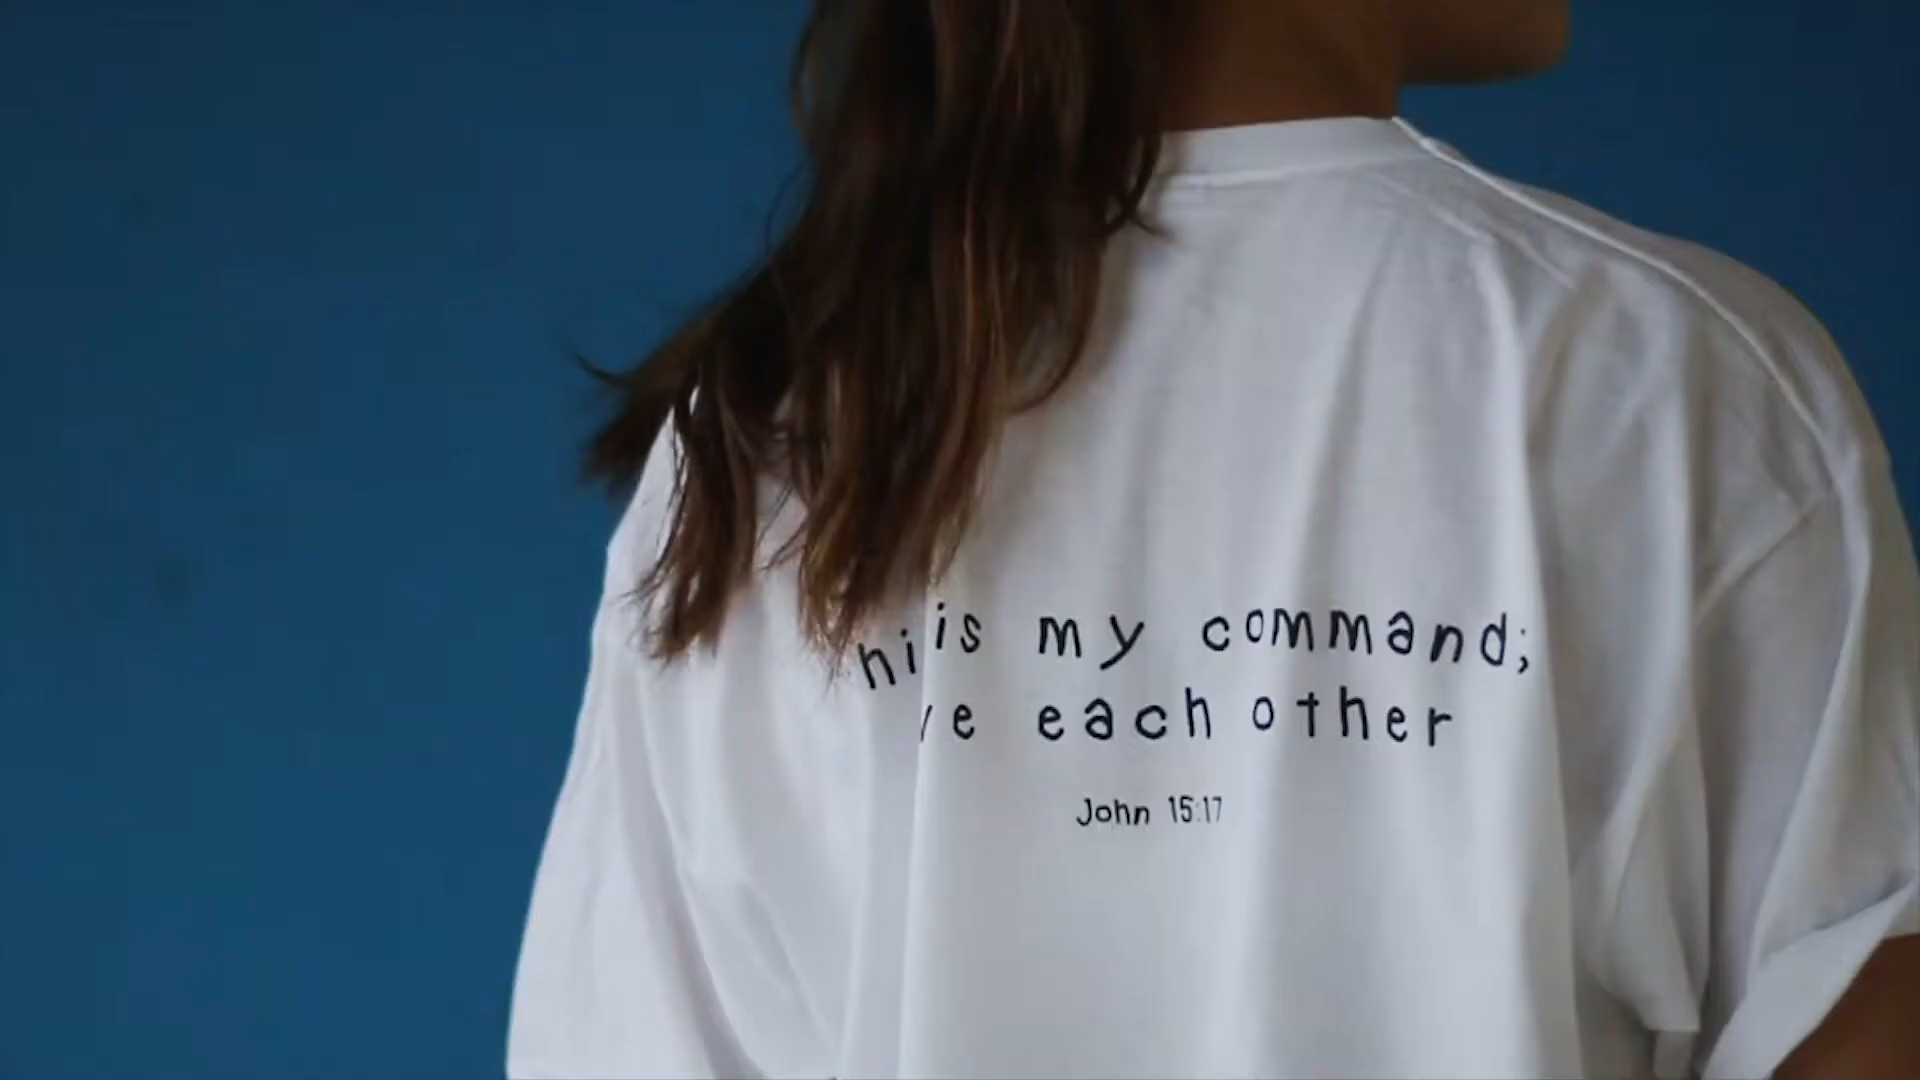 is my command;
each other
John 15:17